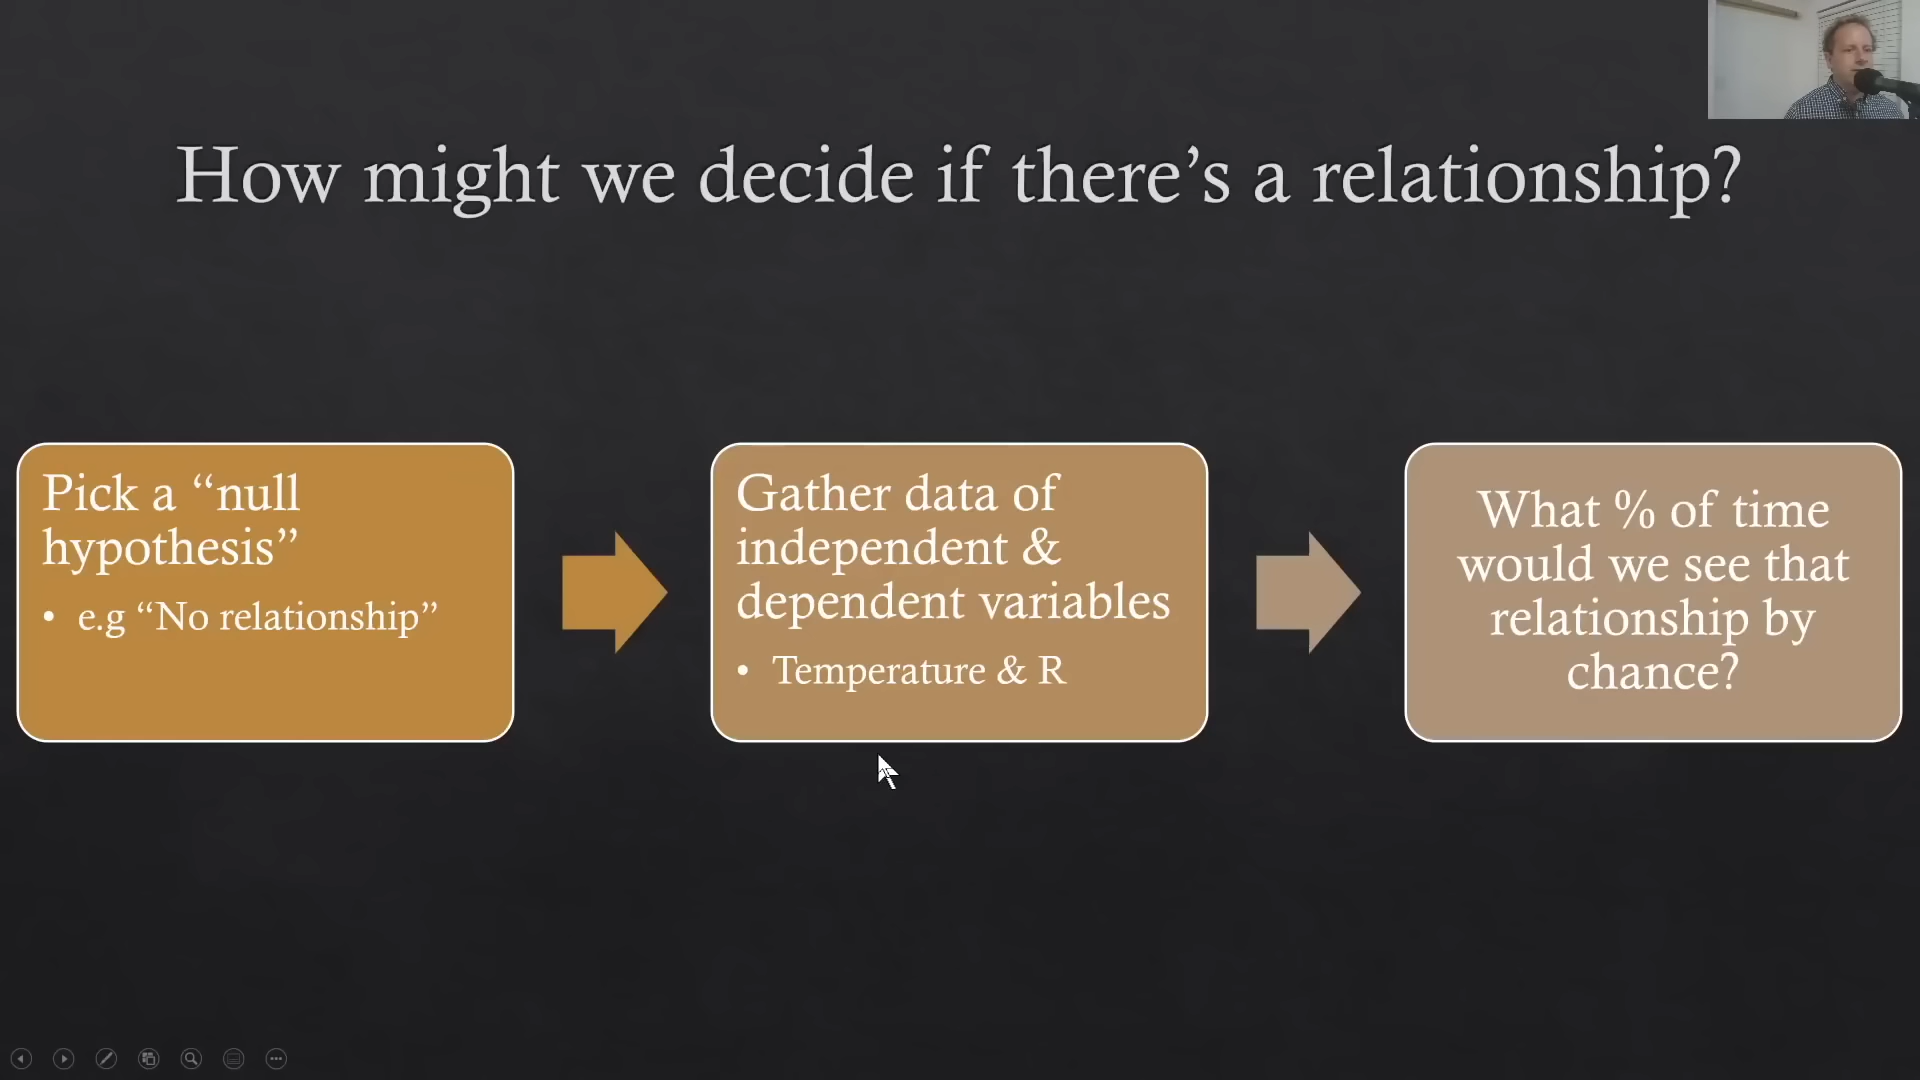 How might we decide if there’s a relationship?
Pick a “null
hypothesis”
• e.g “No relationship”
Gather data of
independent &
dependent variables
• Temperature & R
What % of time
would we see that
relationship by
chance?